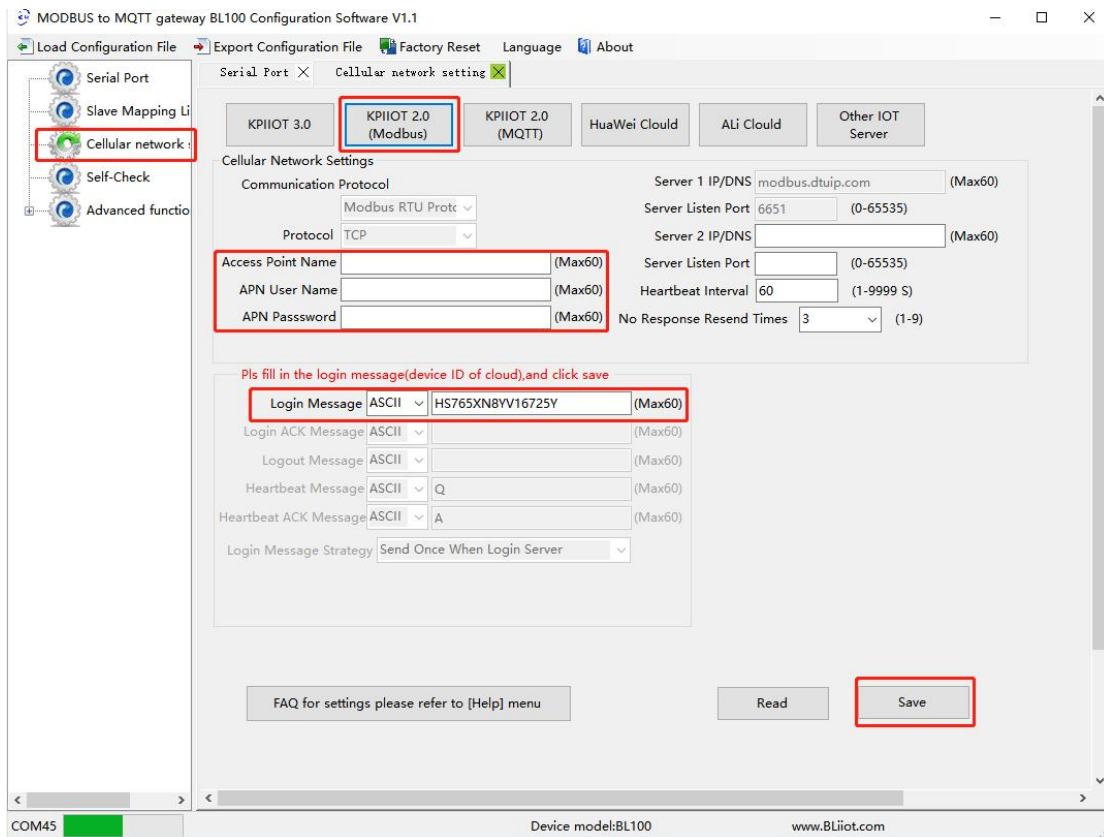 MODBUS to MQTT gateway BL100 Configuration Software V1.1
Load Configuration File Export Configuration File Factory Reset Language About
Serial Port
Slave Mapping Li
Cellular network s
Self-Check
Advanced functio
Serial Port Cellular network setting
KPIIOT 3.0
KPIIOT 2.0
(Modbus)
KPIIOT 2.0
(MQTT)
HuaWei Clould
ALi Clould
Other IOT
Server
Cellular Network Settings
Communication Protocol
Modbus RTU Protc
Protocol TCP
Access Point Name (Max60)
APN User Name (Max60)
APN Passsword (Max60)
Server 1 IP/DNS modbus.dtuip.com (Max60)
Server Listen Port 6651 (0-65535)
Server 2 IP/DNS (Max60)
Server Listen Port (0-65535)
Heartbeat Interval 60 (1-9999 S)
No Response Resend Times 3 (1-9)
Pls fill in the login message(device ID of cloud),and click save
Login Message ASCII HS765XN8YV16725Y (Max60)
Login ACK Message ASCII (Max60)
Logout Message ASCII (Max60)
Heartbeat Message ASCII Q (Max60)
Heartbeat ACK Message ASCII A (Max60)
Login Message Strategy Send Once When Login Server
FAQ for settings please refer to [Help] menu
Read
Save
COM45 Device model:BL100 www.BLiiot.com